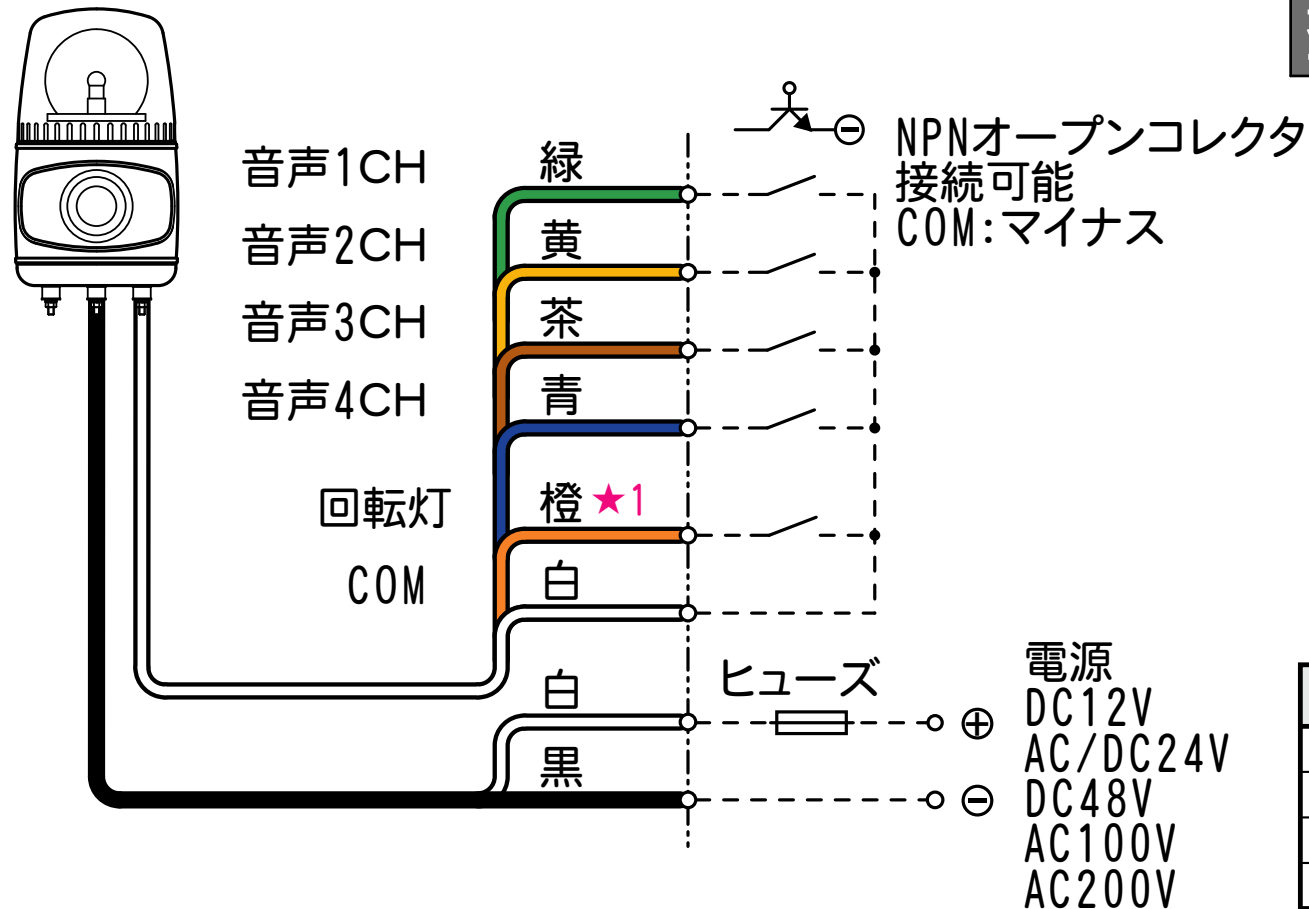 NPNオープンコレクタ
接続可能
COM:マイナス
音声1CH 緑
音声2CH 黄
音声3CH 茶
音声4CH 青
回転灯 橙★1
COM 白
白 ヒューズ
黒
⊖
⊕
⊖
電源
DC12V
AC/DC24V
DC48V
AC100V
AC200V